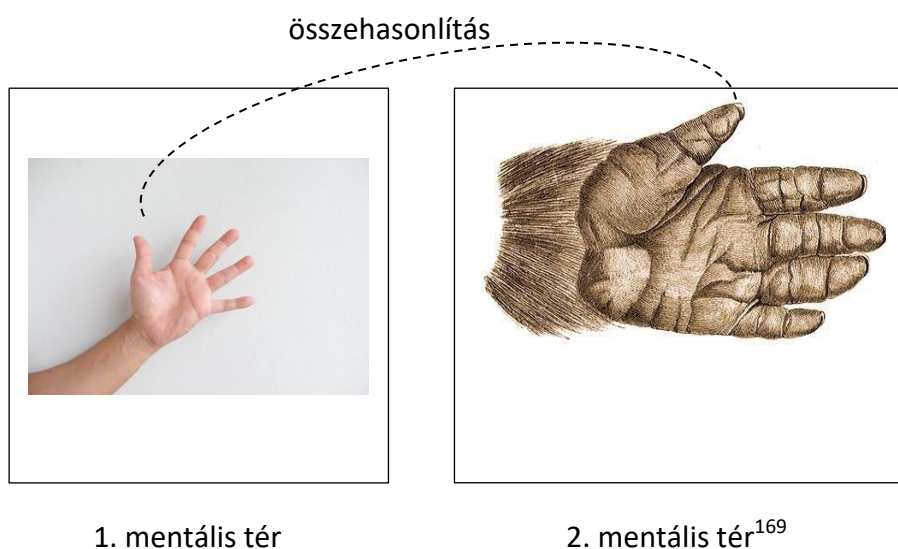 összehasonlítás
1. mentális tér
2. mentális tér169